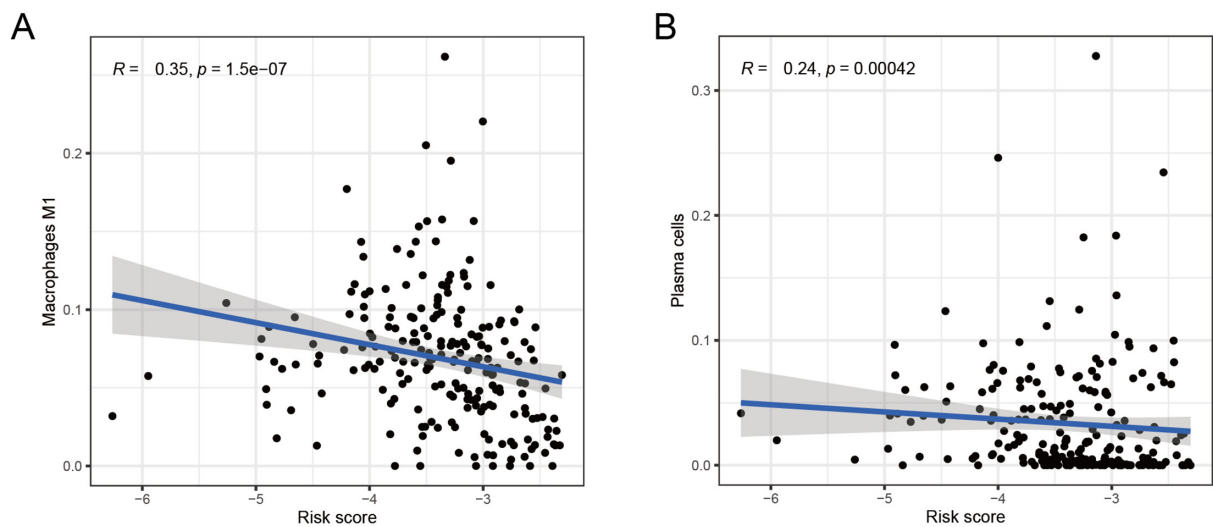 A
R = 0.35, p = 1.5e−07
Macrophages M1
0.2
0.1
0.0
−6
−5
−4
−3
Risk score
B
R = 0.24, p = 0.00042
Plasma cells
0.3
0.2
0.1
0.0
−6
−5
−4
−3
Risk score